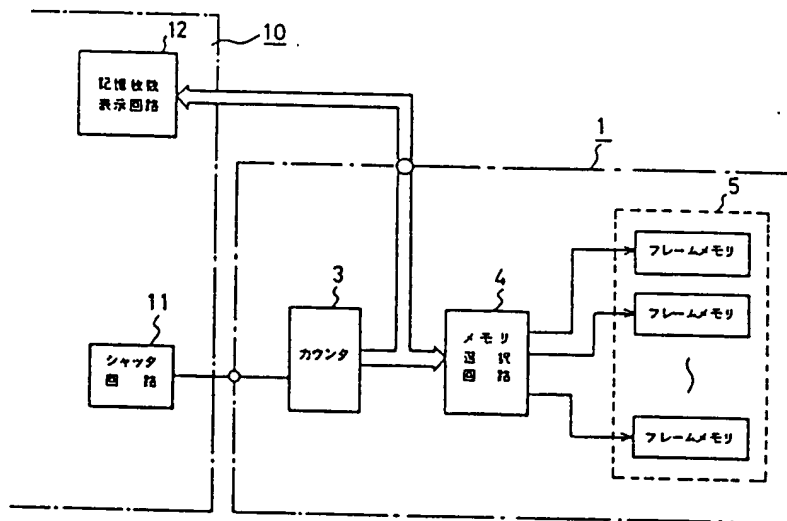 12
10
記憶枚数
表示回路
1
5
フレームメモリ
3
4
フレームメモリ
11
カウンタ
メモリ
選択
回路
シャッタ
回路
フレームメモリ